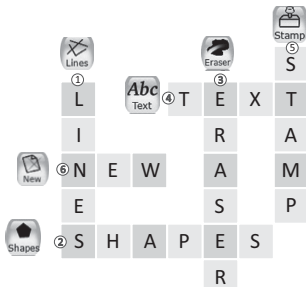 Stamp
⑤
S
Lines
Eraser
①
Abc
Text
③
L
④ T E X T
I
R
A
New
⑥ N E W
A
M
E
S
P
Shapes
② S H A P E S
R